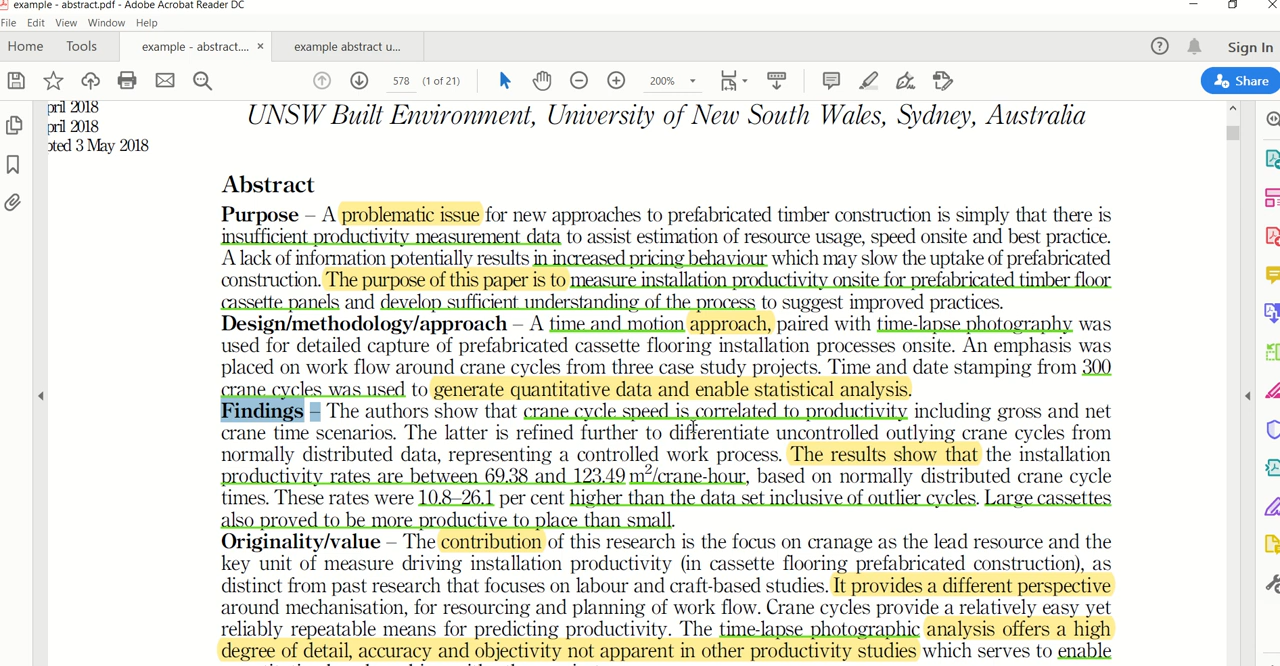 example - abstract.pdf - Adobe Acrobat Reader DC
File Edit View Window Help
Home Tools example - abstract.... × example abstract u... Sign In
578 (1 of 21) 200% Share
pril 2018
pril 2018
pted 3 May 2018
UNSW Built Environment, University of New South Wales, Sydney, Australia
Abstract
Purpose – A problematic issue for new approaches to prefabricated timber construction is simply that there is
insufficient productivity measurement data to assist estimation of resource usage, speed onsite and best practice.
A lack of information potentially results in increased pricing behaviour which may slow the uptake of prefabricated
construction. The purpose of this paper is to measure installation productivity onsite for prefabricated timber floor
cassette panels and develop sufficient understanding of the process to suggest improved practices.
Design/methodology/approach – A time and motion approach, paired with time-lapse photography was
used for detailed capture of prefabricated cassette flooring installation processes onsite. An emphasis was
placed on work flow around crane cycles from three case study projects. Time and date stamping from 300
crane cycles was used to generate quantitative data and enable statistical analysis.
Findings – The authors show that crane cycle speed is correlated to productivity including gross and net
crane time scenarios. The latter is refined further to differentiate uncontrolled outlying crane cycles from
normally distributed data, representing a controlled work process. The results show that the installation
productivity rates are between 69.38 and 123.49 m²/crane-hour, based on normally distributed crane cycle
times. These rates were 10.8–26.1 per cent higher than the data set inclusive of outlier cycles. Large cassettes
also proved to be more productive to place than small.
Originality/value – The contribution of this research is the focus on cranage as the lead resource and the
key unit of measure driving installation productivity (in cassette flooring prefabricated construction), as
distinct from past research that focuses on labour and craft-based studies. It provides a different perspective
around mechanisation, for resourcing and planning of work flow. Crane cycles provide a relatively easy yet
reliably repeatable means for predicting productivity. The time-lapse photographic analysis offers a high
degree of detail, accuracy and objectivity not apparent in other productivity studies which serves to enable